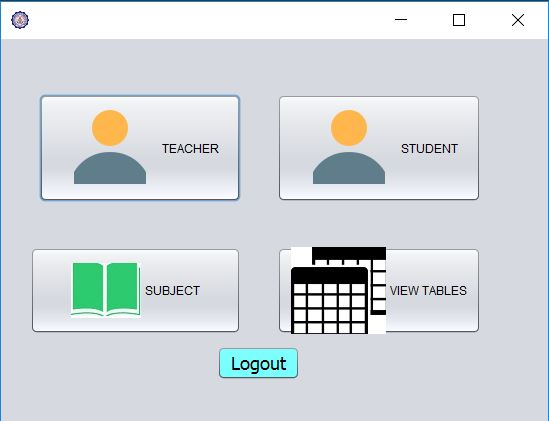 TEACHER
STUDENT
SUBJECT
VIEW TABLES
Logout